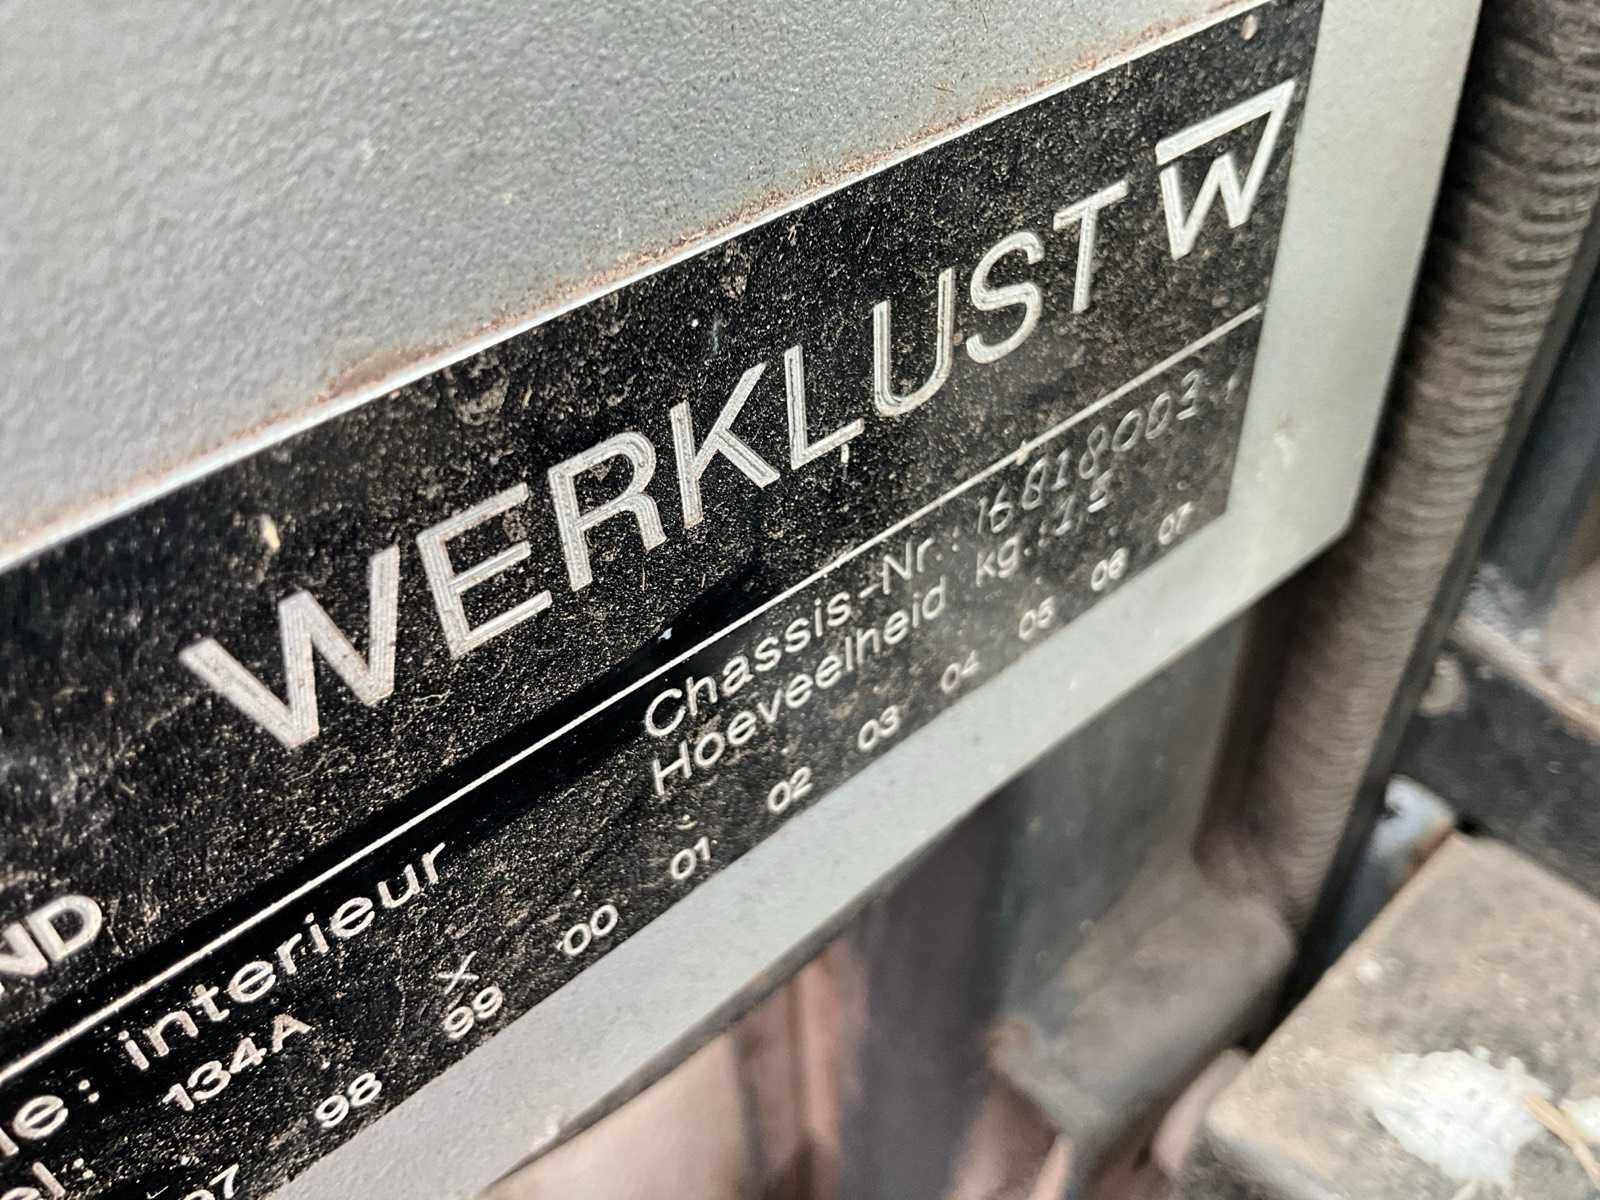 WERKLUST W
ND
Chassis-Nr.: 16818003
Hoeveelheid kg.: 1.5
interieur
134A
X
97 98 99 00 01 02 03 04 05 06 07